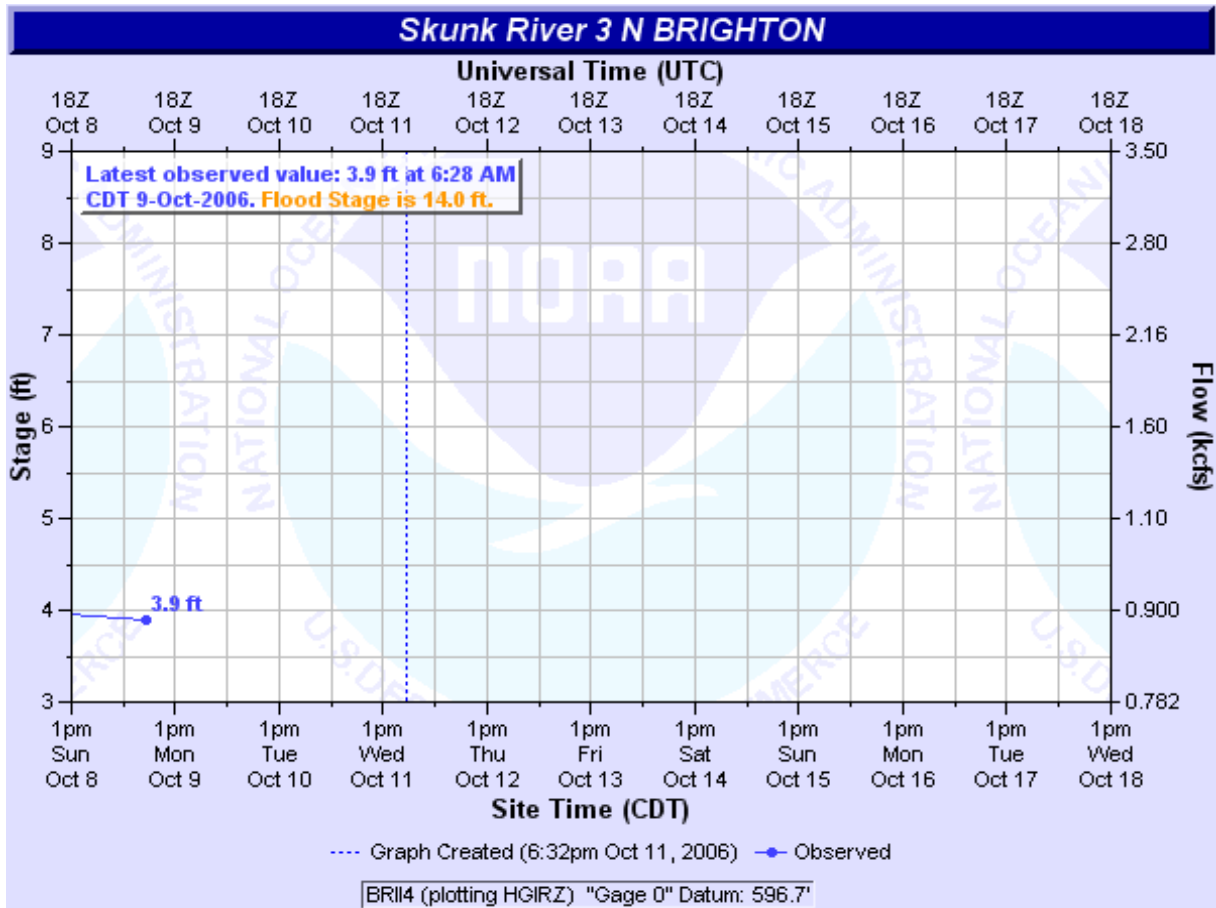 Skunk River 3 N BRIGHTON
Universal Time (UTC)
18Z 18Z 18Z 18Z 18Z 18Z 18Z 18Z 18Z 18Z 18Z
Oct 8 Oct 9 Oct 10 Oct 11 Oct 12 Oct 13 Oct 14 Oct 15 Oct 16 Oct 17 Oct 18
Latest observed value: 3.9 ft at 6:28 AM
CDT 9-Oct-2006. Flood Stage is 14.0 ft.
Stage (ft)
9
8
7
6
5
4
3
3.9 ft
NOAA
NATIONAL OCEANIC
ADMINISTRATION
3.50
2.80
2.16
1.60
1.10
0.900
0.782
Flow (kcfs)
1pm 1pm 1pm 1pm 1pm 1pm 1pm 1pm 1pm 1pm 1pm
Sun Mon Tue Wed Thu Fri Sat Sun Mon Tue Wed
Oct 8 Oct 9 Oct 10 Oct 11 Oct 12 Oct 13 Oct 14 Oct 15 Oct 16 Oct 17 Oct 18
Site Time (CDT)
Graph Created (6:32pm Oct 11, 2006) Observed
BRII4 (plotting HGIRZ) "Gage 0" Datum: 596.7'